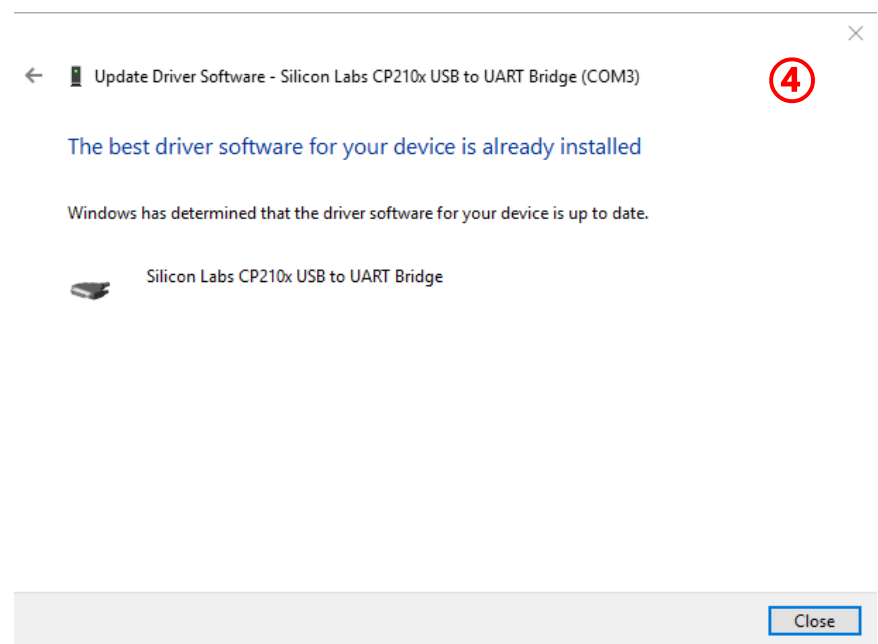 Update Driver Software - Silicon Labs CP210x USB to UART Bridge (COM3)
④
The best driver software for your device is already installed
Windows has determined that the driver software for your device is up to date.
Silicon Labs CP210x USB to UART Bridge
Close